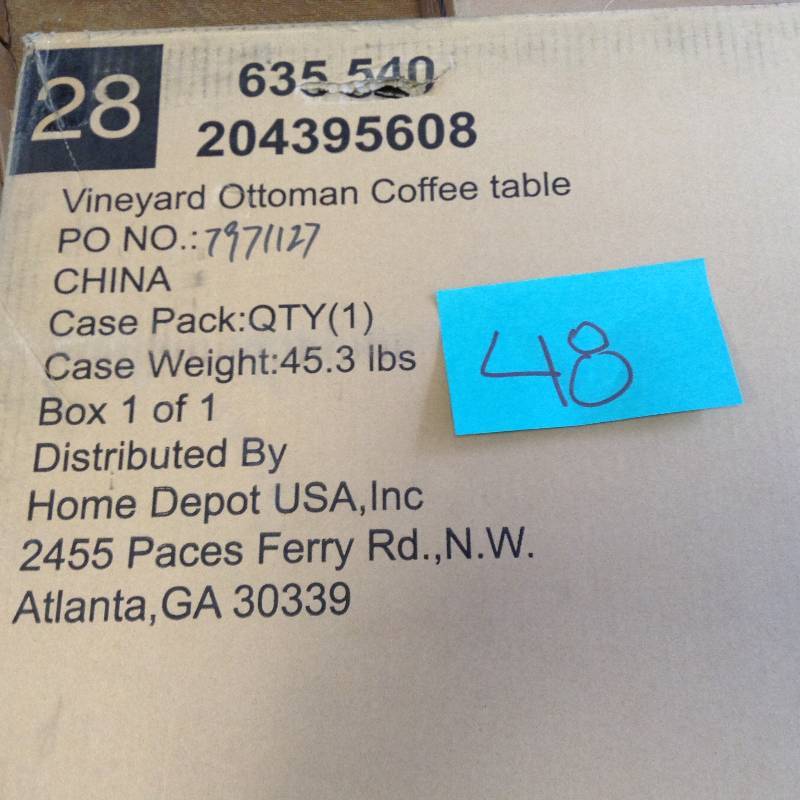 28
635 540
204395608
Vineyard Ottoman Coffee table
PO NO.:7971127
CHINA
Case Pack:QTY(1)
Case Weight:45.3 lbs
48
Box 1 of 1
Distributed By
Home Depot USA,Inc
2455 Paces Ferry Rd.,N.W.
Atlanta,GA 30339